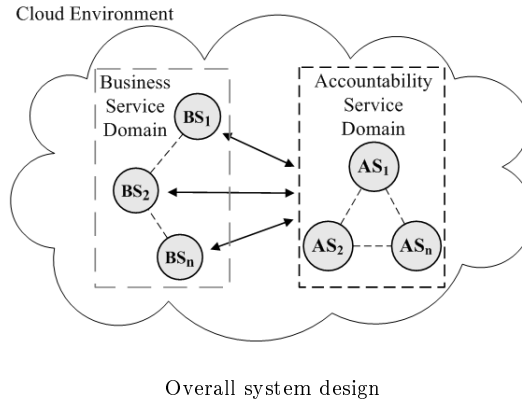 Cloud Environment
Business
Service
Domain
BS1
BS2
BSn
Accountability
Service
Domain
AS1
AS2
ASn
Overall system design